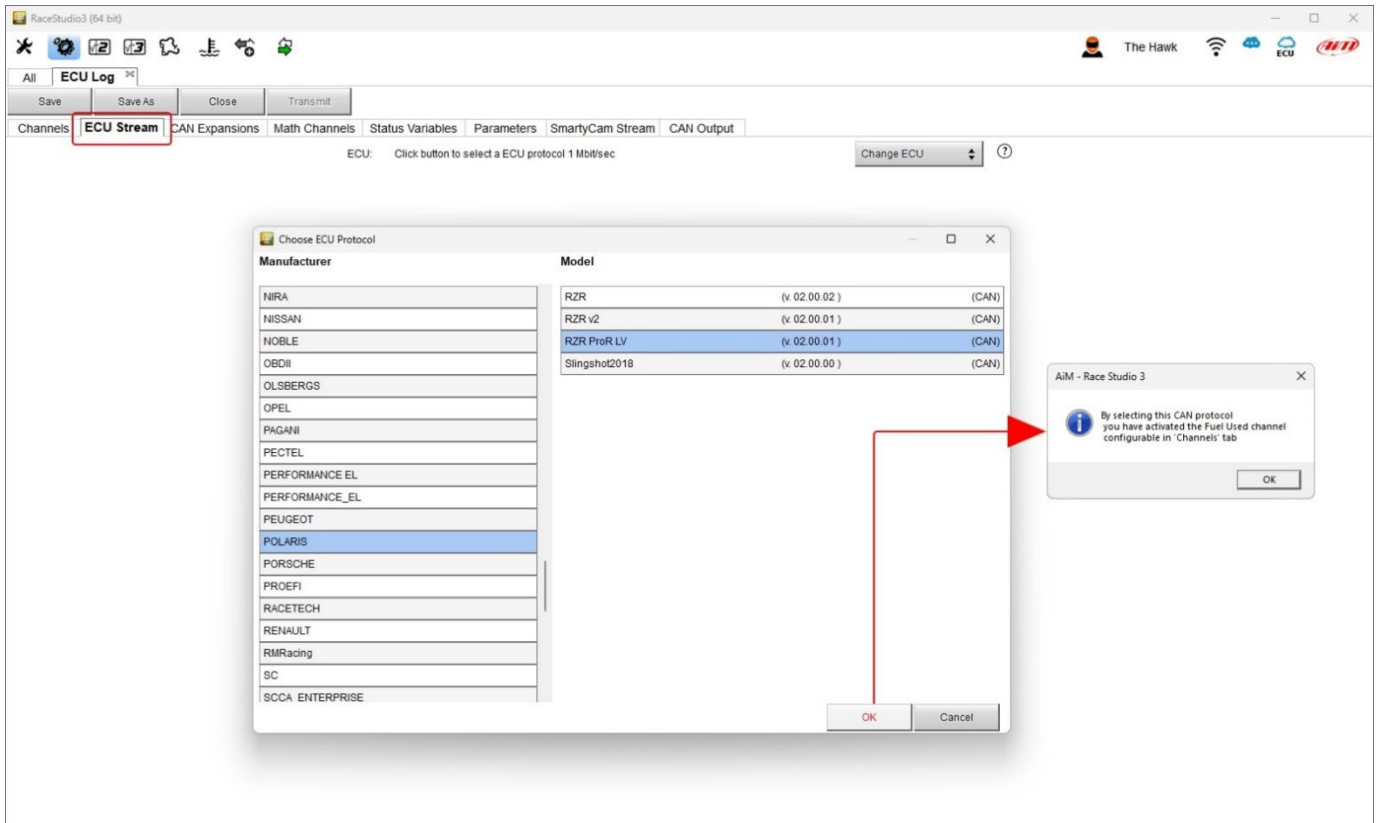 RaceStudio3 (64 bit)
The Hawk
ECU
AiM
All ECU Log
Save Save As Close Transmit
Channels ECU Stream CAN Expansions Math Channels Status Variables Parameters SmartyCam Stream CAN Output
ECU: Click button to select a ECU protocol 1 Mbit/sec Change ECU
Choose ECU Protocol
Manufacturer Model
NIRA
NISSAN
NOBLE
OBDII
OLSBERGS
OPEL
PAGANI
PECTEL
PERFORMANCE EL
PERFORMANCE_EL
PEUGEOT
POLARIS
PORSCHE
PROEFI
RACETECH
RENAULT
RMRacing
SC
SCCA ENTERPRISE
RZR (v. 02.00.02 ) (CAN)
RZR v2 (v. 02.00.01 ) (CAN)
RZR ProR LV (v. 02.00.01 ) (CAN)
Slingshot2018 (v. 02.00.00 ) (CAN)
OK Cancel
AiM - Race Studio 3
By selecting this CAN protocol
you have activated the Fuel Used channel
configurable in 'Channels' tab
OK